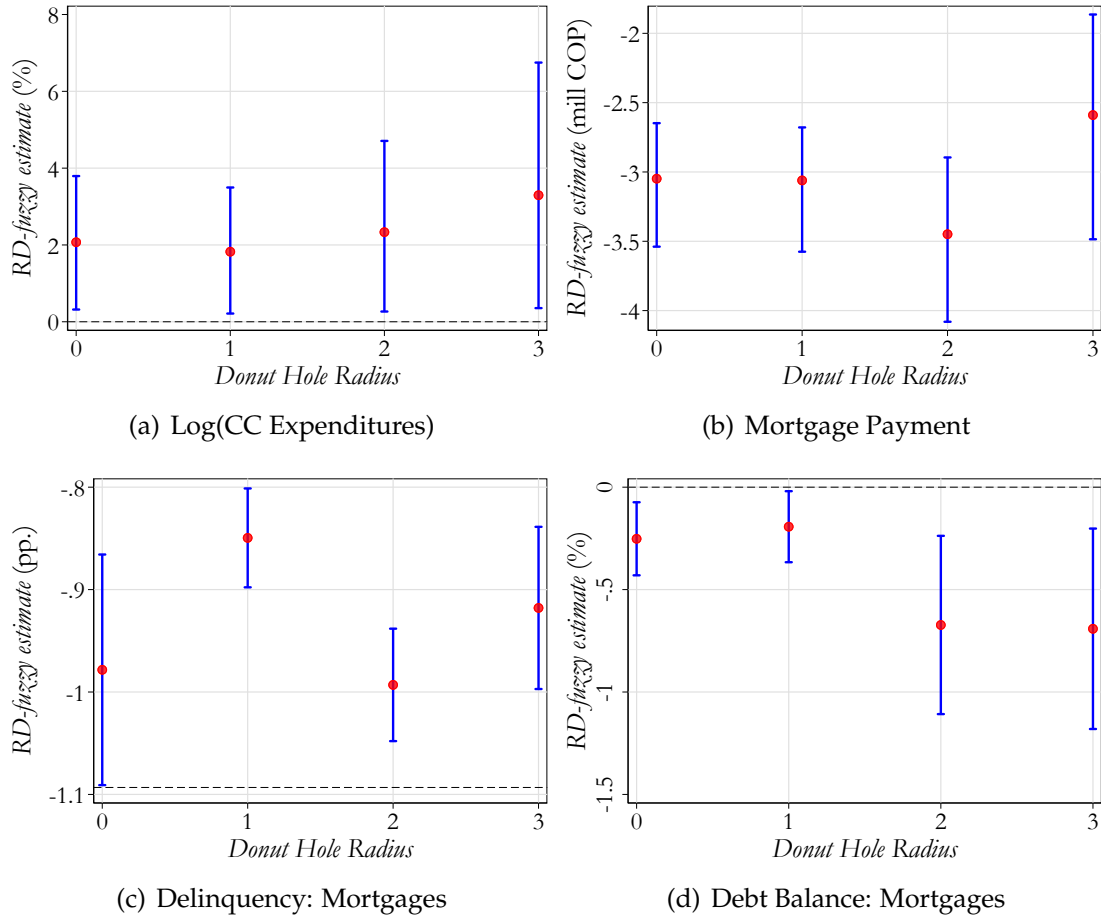 8
6
4
2
0
RD-fuzzy estimate (%)
0 1 2 3
Donut Hole Radius
(a) Log(CC Expenditures)
-2
-2.5
-3
-3.5
-4
RD-fuzzy estimate (mill COP)
0 1 2 3
Donut Hole Radius
(b) Mortgage Payment
-.8
-.9
-1
-1.1
RD-fuzzy estimate (pp.)
0 1 2 3
Donut Hole Radius
(c) Delinquency: Mortgages
0
-.5
-1
-1.5
RD-fuzzy estimate (%)
0 1 2 3
Donut Hole Radius
(d) Debt Balance: Mortgages